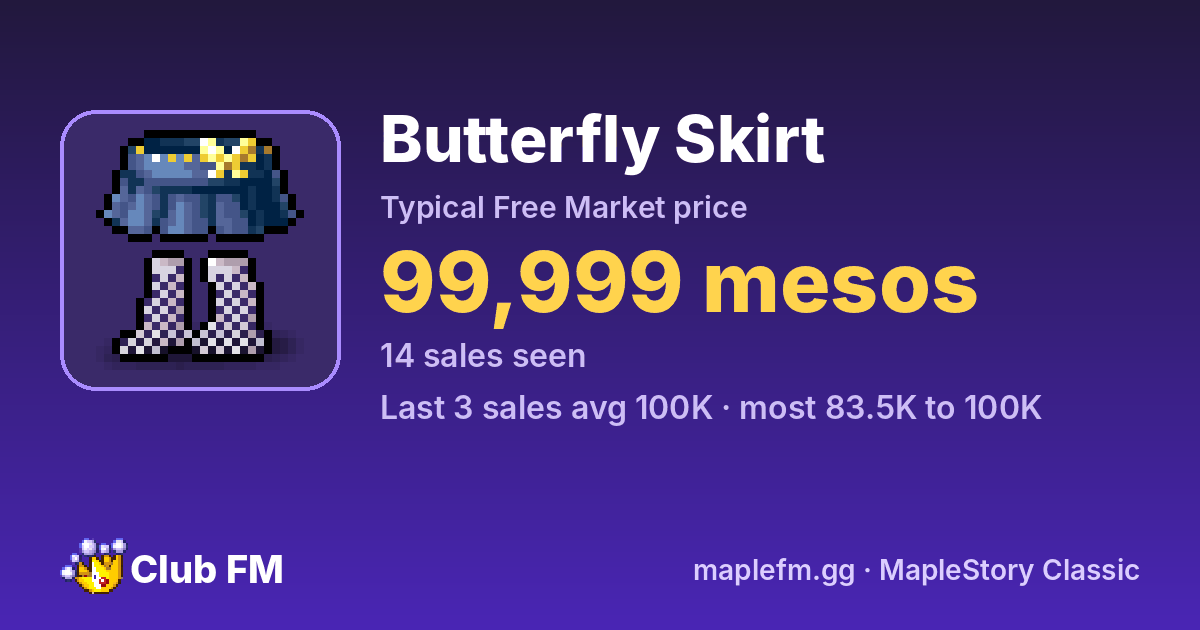 Butterfly Skirt
Typical Free Market price
99,999 mesos
14 sales seen
Last 3 sales avg 100K · most 83.5K to 100K
Club FM
maplefm.gg · MapleStory Classic